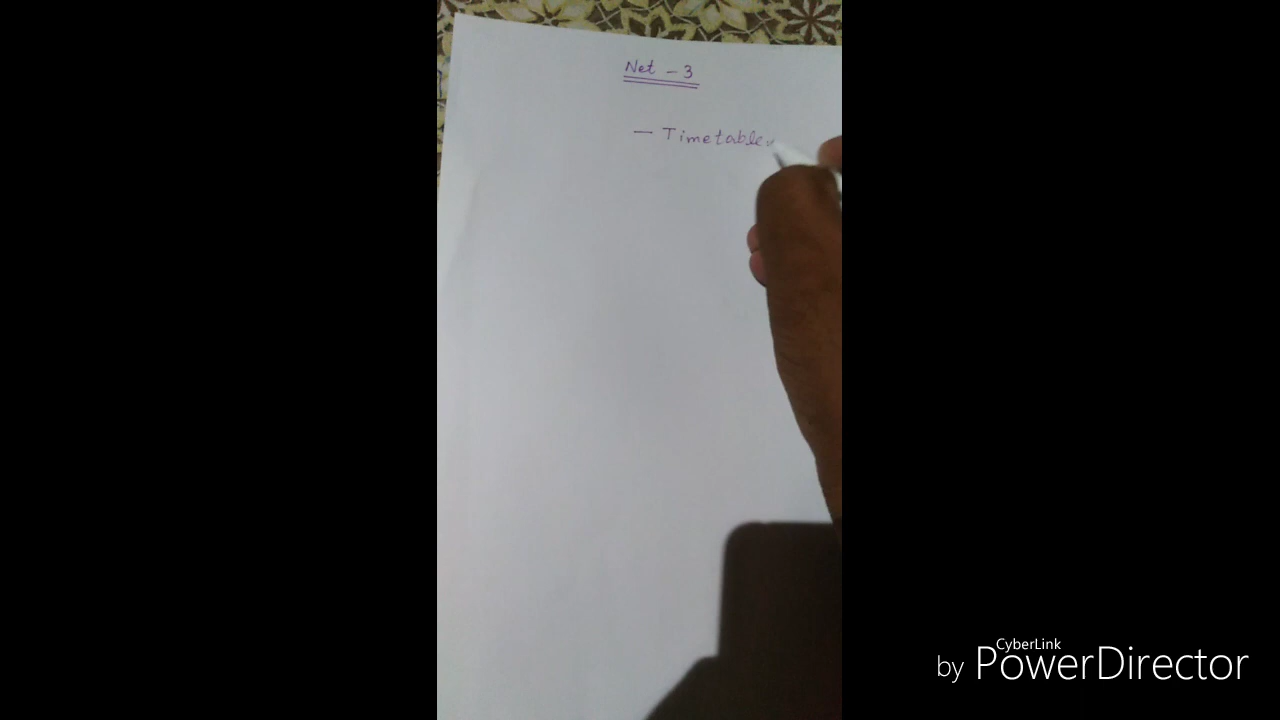 Net - 3
— Timetable
CyberLink
by PowerDirector